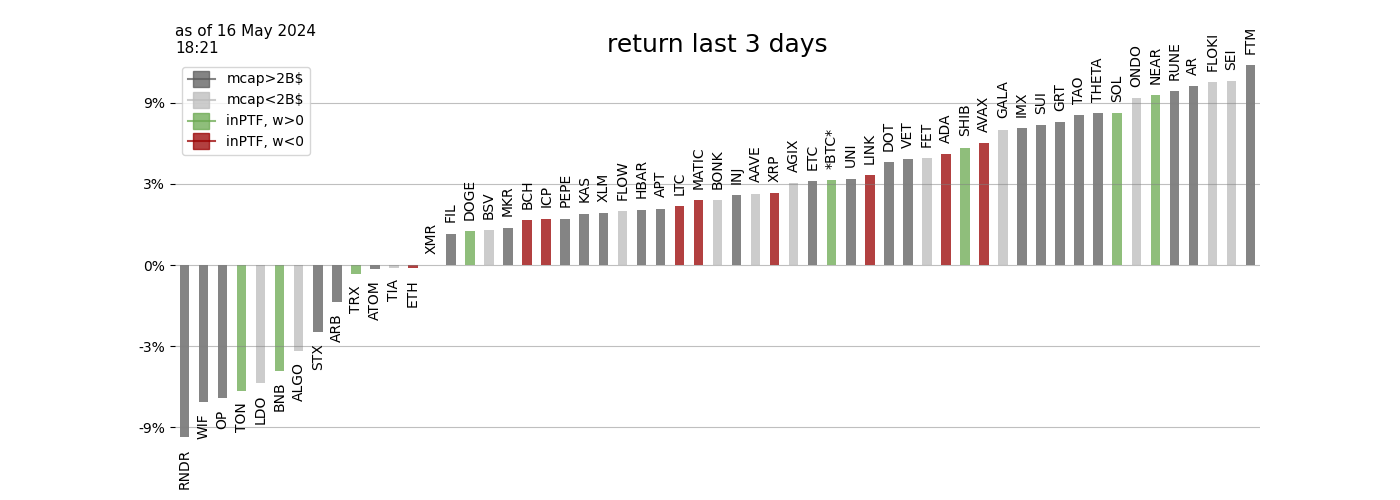 as of 16 May 2024
18:21
return last 3 days
mcap>2B$
mcap<2B$
inPTF, w>0
inPTF, w<0
9%
3%
0%
-3%
-9%
RNDR
WIF
OP
TON
LDO
BNB
ALGO
STX
ARB
TRX
ATOM
TIA
ETH
XMR
FIL
DOGE
BSV
MKR
BCH
ICP
PEPE
KAS
XLM
FLOW
HBAR
APT
LTC
MATIC
BONK
INJ
AAVE
XRP
AGIX
ETC
*BTC*
UNI
LINK
DOT
VET
FET
ADA
SHIB
AVAX
GALA
IMX
SUI
GRT
TAO
THETA
SOL
ONDO
NEAR
RUNE
AR
FLOKI
SEI
FTM